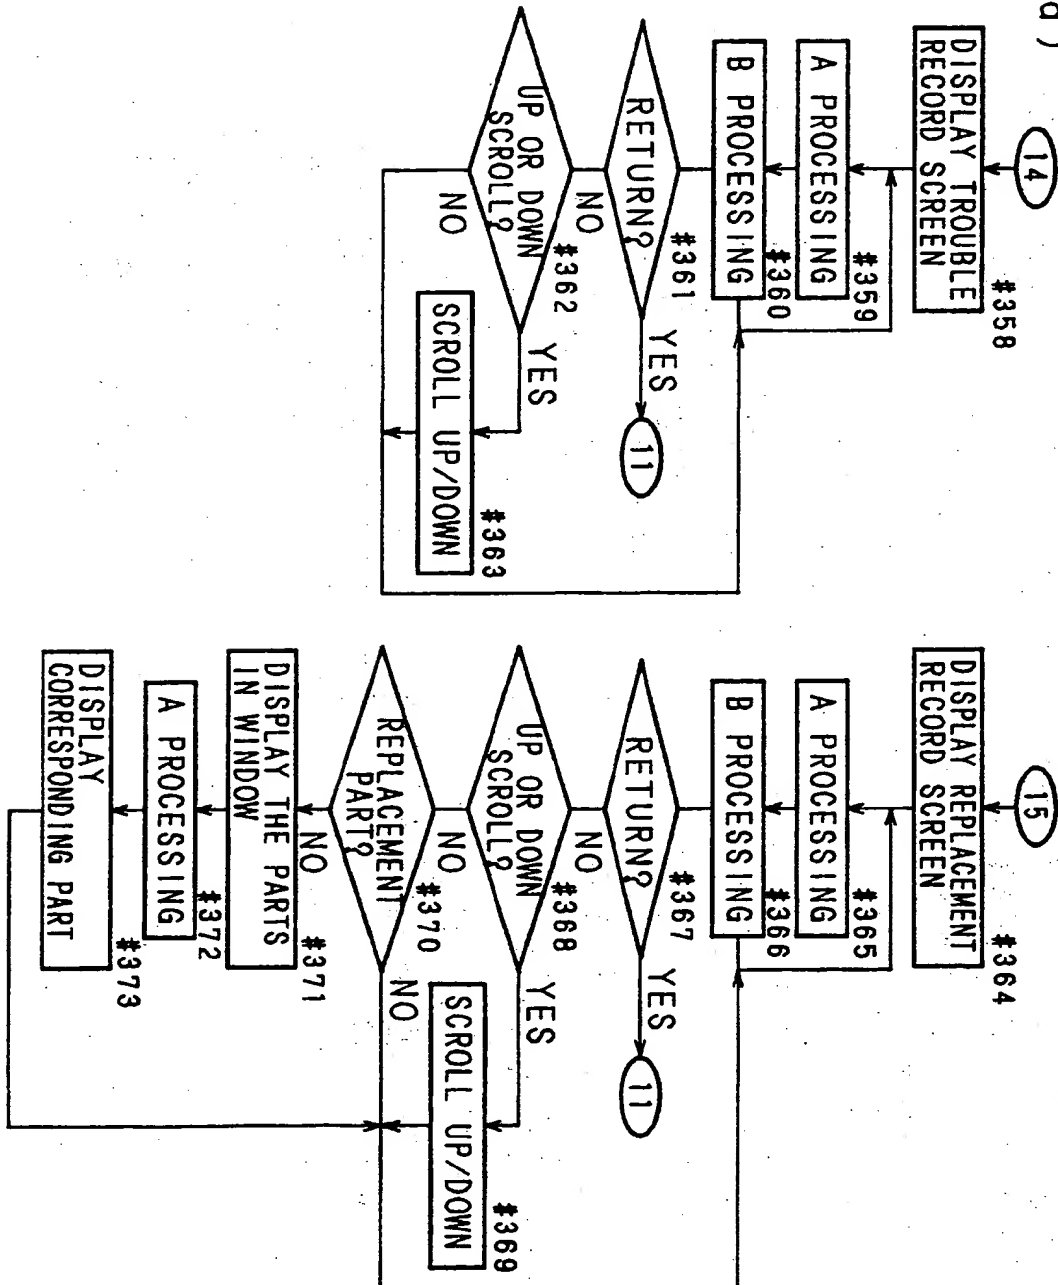 d)
14
DISPLAY TROUBLE
RECORD SCREEN
#358
A PROCESSING
#359
B PROCESSING
#360
RETURN?
#361
YES
11
NO
UP OR DOWN
SCROLL?
#362
YES
NO
SCROLL UP/DOWN
#363
15
DISPLAY REPLACEMENT
RECORD SCREEN
#364
A PROCESSING
#365
B PROCESSING
#366
RETURN?
#367
YES
11
NO
UP OR DOWN
SCROLL?
#368
YES
NO
SCROLL UP/DOWN
#369
REPLACEMENT
PART?
#370
NO
NO
DISPLAY THE PARTS
IN WINDOW
#371
A PROCESSING
#372
DISPLAY
CORRESPONDING PART
#373